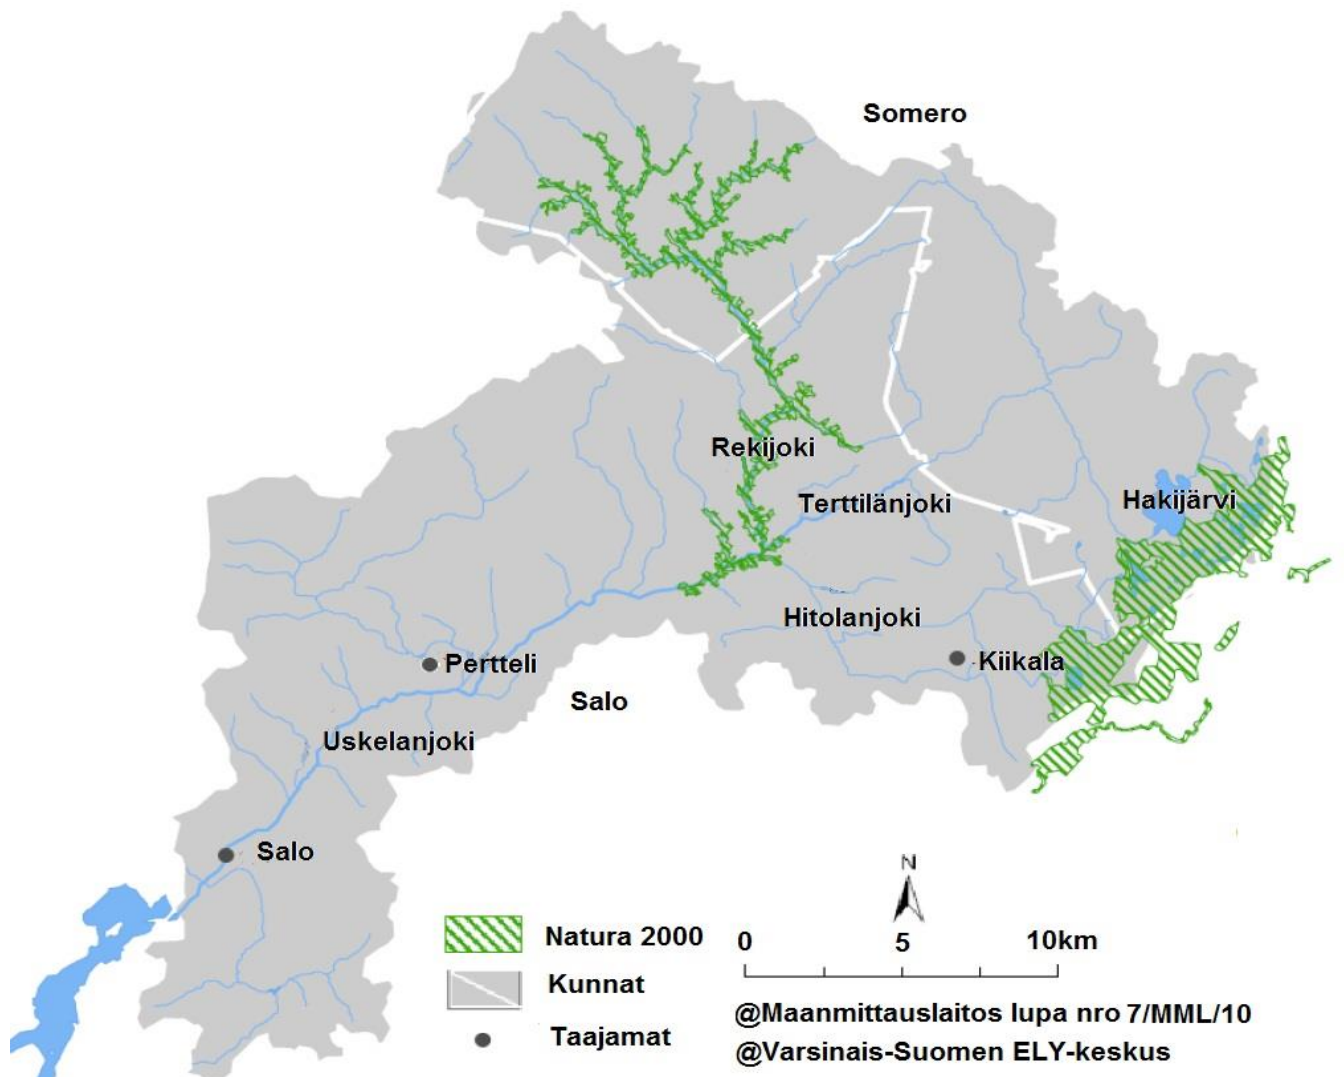 Somero
Rekijoki
Terttilänjoki
Hakijärvi
Hitolanjoki
Kiikala
Pertteli
Salo
Uskelanjoki
Salo
N
Natura 2000
0 5 10km
Kunnat
Taajamat
@Maanmittauslaitos lupa nro 7/MML/10
@Varsinais-Suomen ELY-keskus